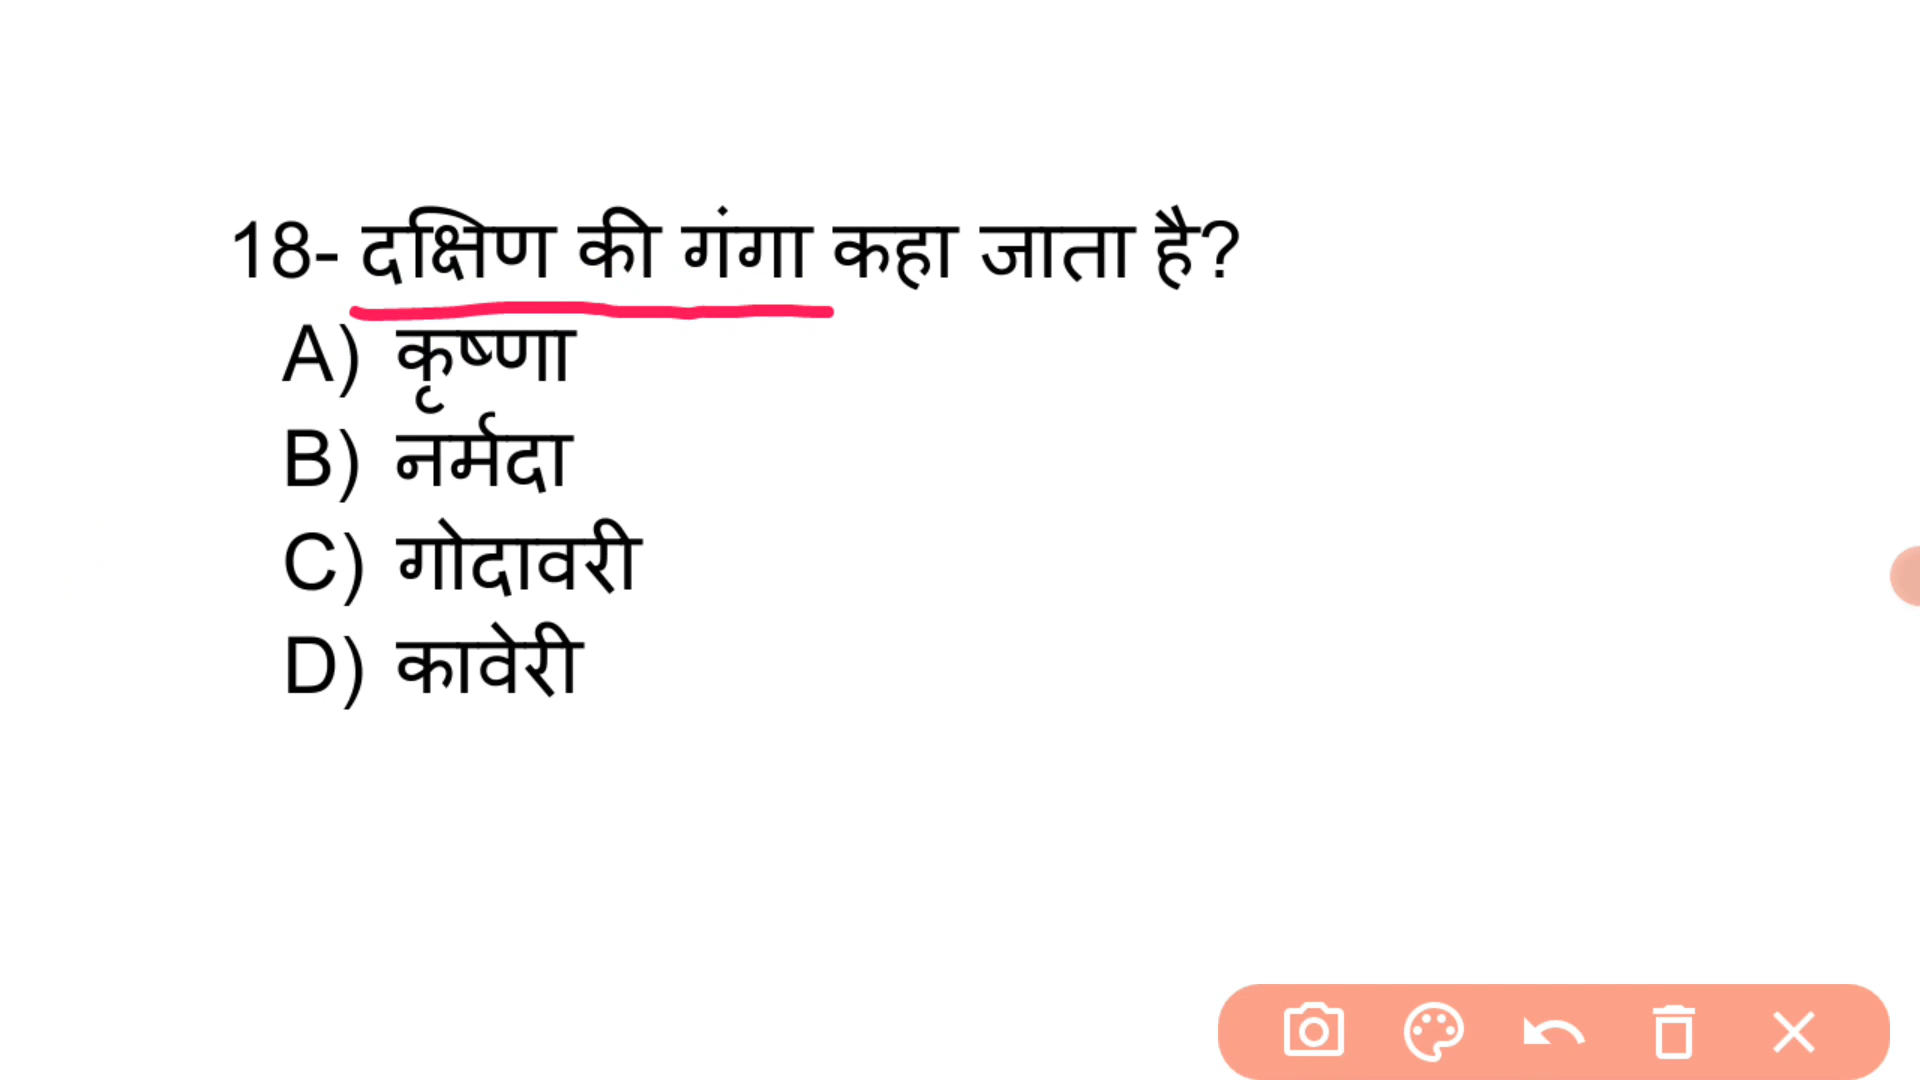 18- दक्षिण की गंगा कहा जाता है?
A) कृष्णा
B) नर्मदा
C) गोदावरी
D) कावेरी